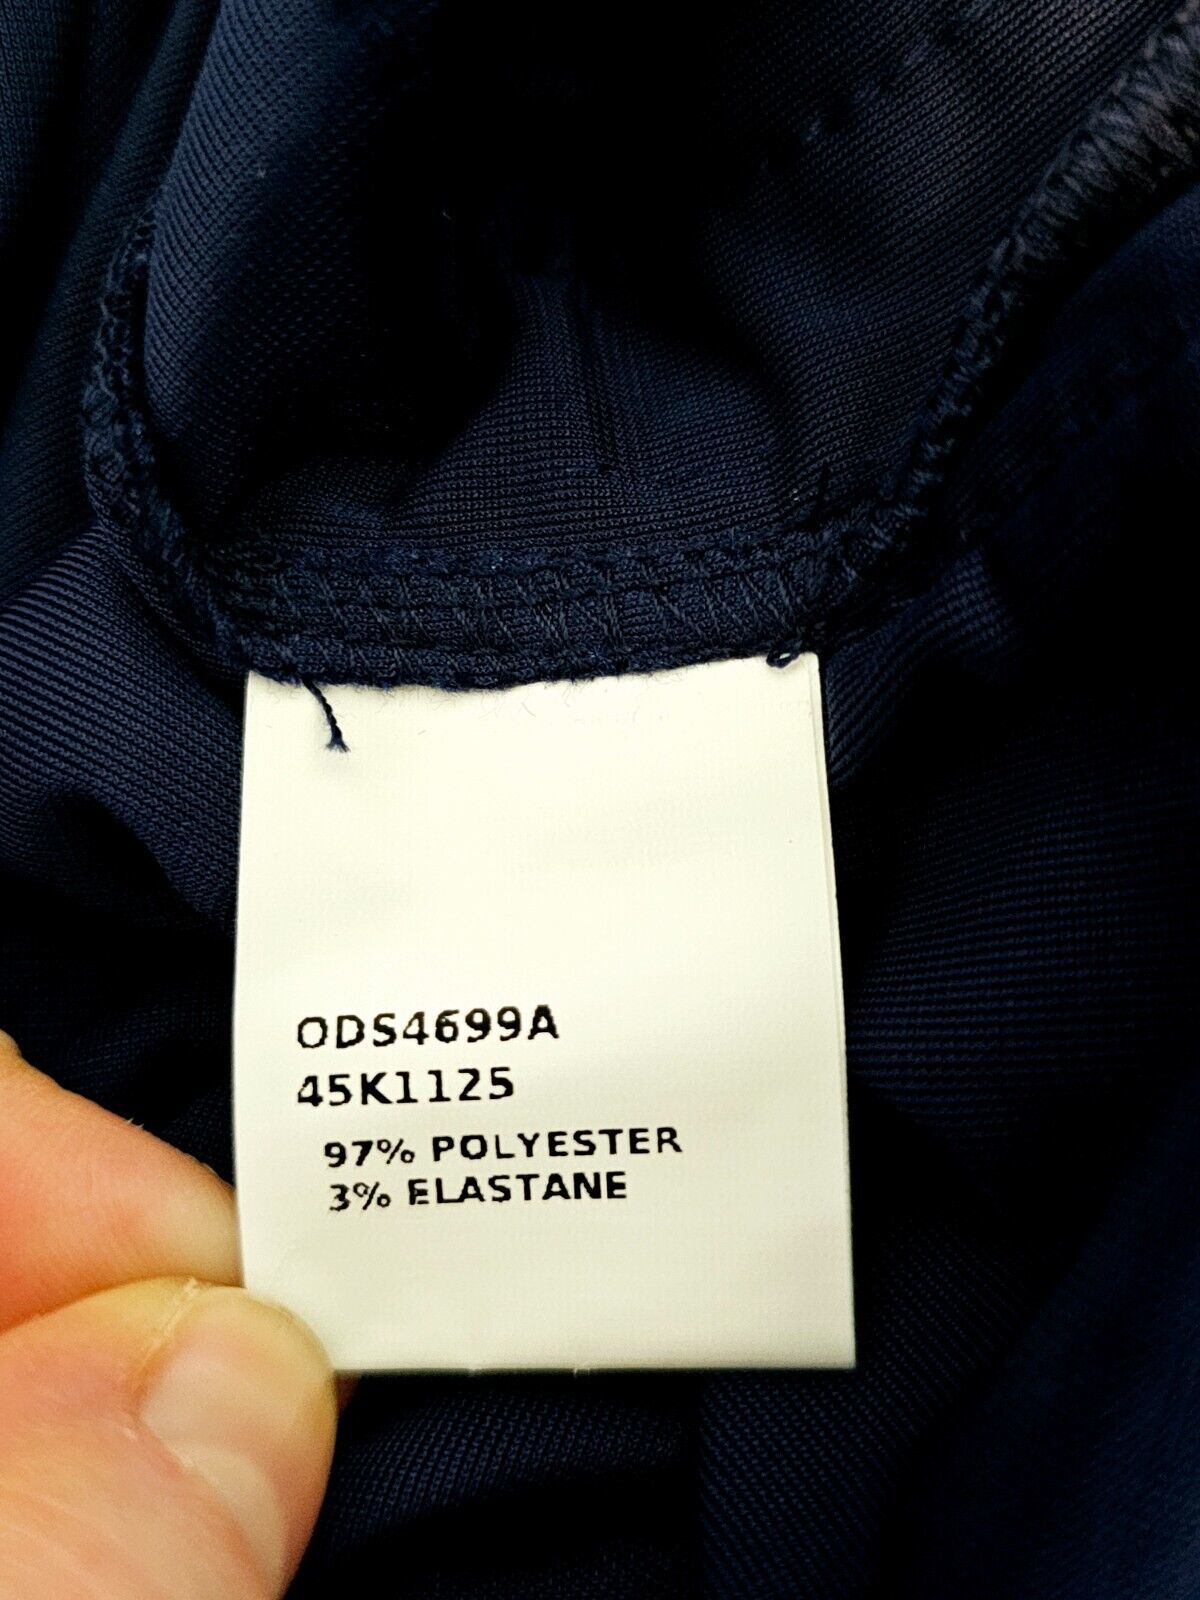 ODS4699A
45K1125
97% POLYESTER
3% ELASTANE